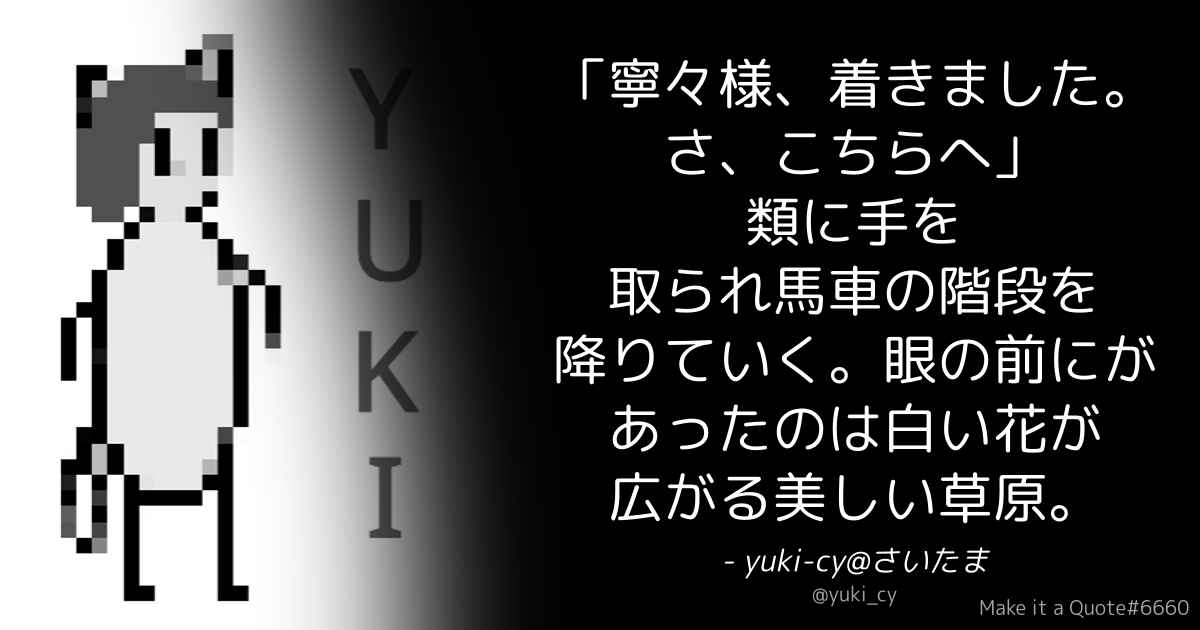 YUKI
「寧々様、着きました。
さ、こちらへ」
類に手を
取られ馬車の階段を
降りていく。眼の前にが
あったのは白い花が
広がる美しい草原。
- yuki-cy@さいたま
@yuki_cy
Make it a Quote#6660